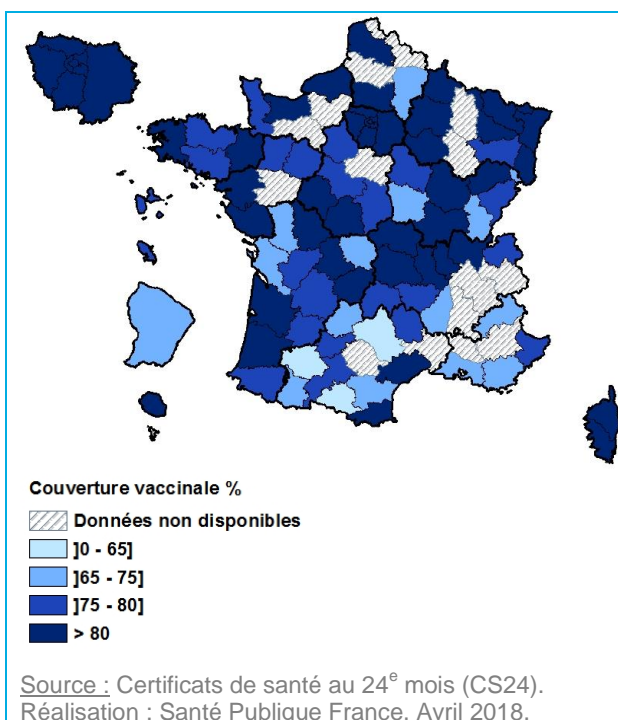 Couverture vaccinale %
Données non disponibles
]0 - 65]
]65 - 75]
]75 - 80]
> 80
Source : Certificats de santé au 24e mois (CS24).
Réalisation : Santé Publique France. Avril 2018.